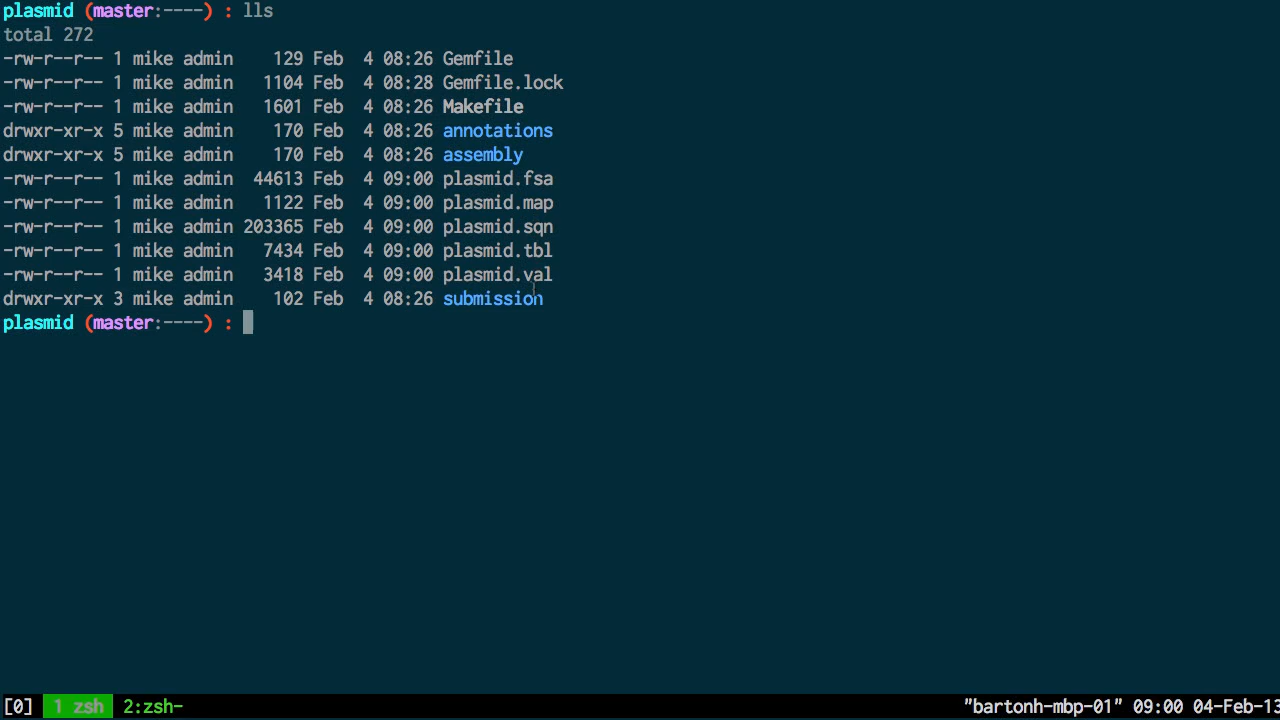 plasmid (master:----) : lls
total 272
-rw-r--r-- 1 mike admin    129 Feb  4 08:26 Gemfile
-rw-r--r-- 1 mike admin   1104 Feb  4 08:28 Gemfile.lock
-rw-r--r-- 1 mike admin   1601 Feb  4 08:26 Makefile
drwxr-xr-x 5 mike admin    170 Feb  4 08:26 annotations
drwxr-xr-x 5 mike admin    170 Feb  4 08:26 assembly
-rw-r--r-- 1 mike admin  44613 Feb  4 09:00 plasmid.fsa
-rw-r--r-- 1 mike admin   1122 Feb  4 09:00 plasmid.map
-rw-r--r-- 1 mike admin 203365 Feb  4 09:00 plasmid.sqn
-rw-r--r-- 1 mike admin   7434 Feb  4 09:00 plasmid.tbl
-rw-r--r-- 1 mike admin   3418 Feb  4 09:00 plasmid.val
drwxr-xr-x 3 mike admin    102 Feb  4 08:26 submission
plasmid (master:----) :
[0] 1 zsh 2:zsh- "bartonh-mbp-01" 09:00 04-Feb-13